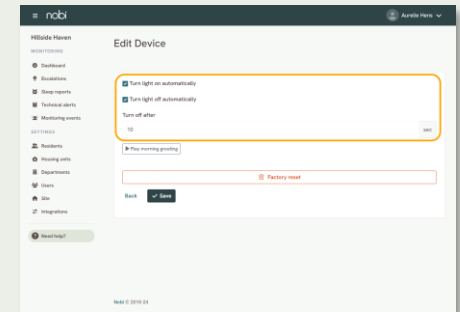 nobi
Aurelie Hens
Hillside Haven
MONITORING
Dashboard
Escalations
Sleep reports
Technical alerts
Monitoring events
SETTINGS
Residents
Housing units
Departments
Users
Site
Integrations
Need help?
Edit Device
Turn light on automatically
Turn light off automatically
Turn off after
10
sec
Play morning greeting
Factory reset
Back
Save
Nobi © 2018-24